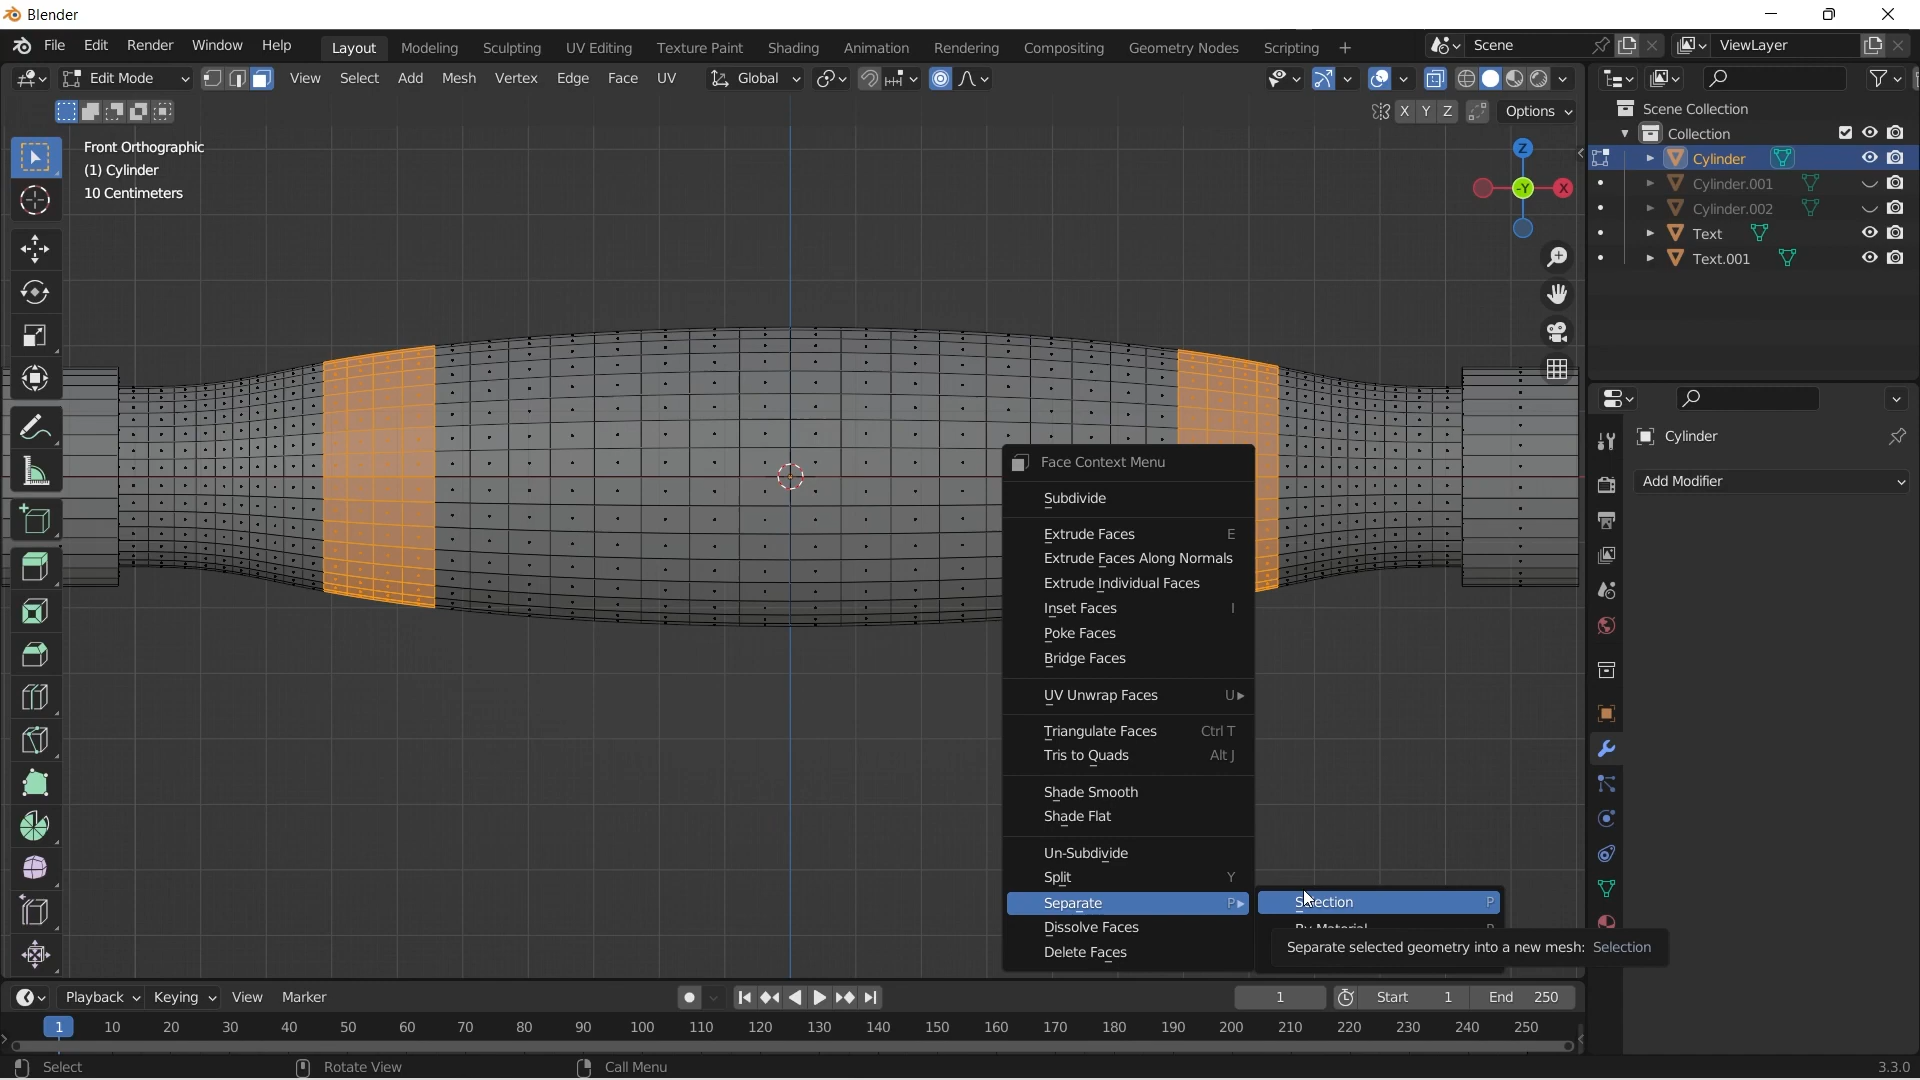 Blender
File Edit Render Window Help Layout Modeling Sculpting UV Editing Texture Paint Shading Animation Rendering Compositing Geometry Nodes Scripting + Scene ViewLayer
Edit Mode View Select Add Mesh Vertex Edge Face UV Global
X Y Z Options
Front Orthographic
(1) Cylinder
10 Centimeters
Z
-Y X
Scene Collection
Collection
Cylinder
Cylinder.001
Cylinder.002
Text
Text.001
Cylinder
Add Modifier
Face Context Menu
Subdivide
Extrude Faces E
Extrude Faces Along Normals
Extrude Individual Faces
Inset Faces I
Poke Faces
Bridge Faces
UV Unwrap Faces U
Triangulate Faces Ctrl T
Tris to Quads Alt J
Shade Smooth
Shade Flat
Un-Subdivide
Split Y
Separate P
Dissolve Faces
Delete Faces
Selection P
By Material P
Separate selected geometry into a new mesh: Selection
Playback Keying View Marker 1 Start 1 End 250
1 10 20 30 40 50 60 70 80 90 100 110 120 130 140 150 160 170 180 190 200 210 220 230 240 250
Select Rotate View Call Menu 3.3.0